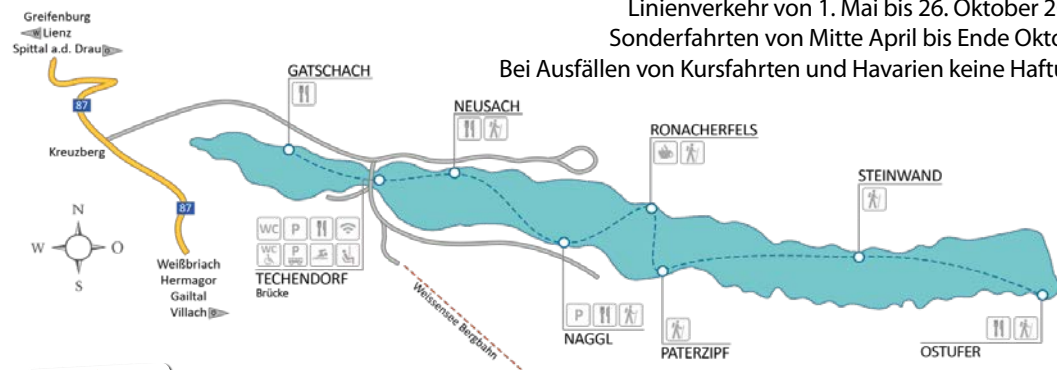 Linienverkehr von 1. Mai bis 26. Oktober 2
Sonderfahrten von Mitte April bis Ende Okto
Bei Ausfällen von Kursfahrten und Havarien keine Haftu
Greifenburg
W Lienz
Spittal a.d. Drau O
87
Kreuzberg
87
N
W O
S
Weißbriach
Hermagor
Gailtal
Villach O
GATSCHACH
NEUSACH
RONACHERFELS
STEINWAND
WC P
WC P
TECHENDORF
Brücke
Weissensee Bergbahn
P
NAGGL
PATERZIPF
OSTUFER